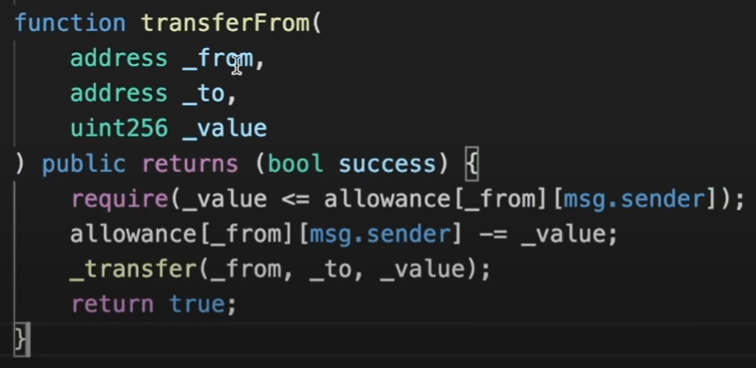 function transferFrom(
address _from,
address _to,
uint256 _value
) public returns (bool success) {
require(_value <= allowance[_from][msg.sender]);
allowance[_from][msg.sender] -= _value;
_transfer(_from, _to, _value);
return true;
}